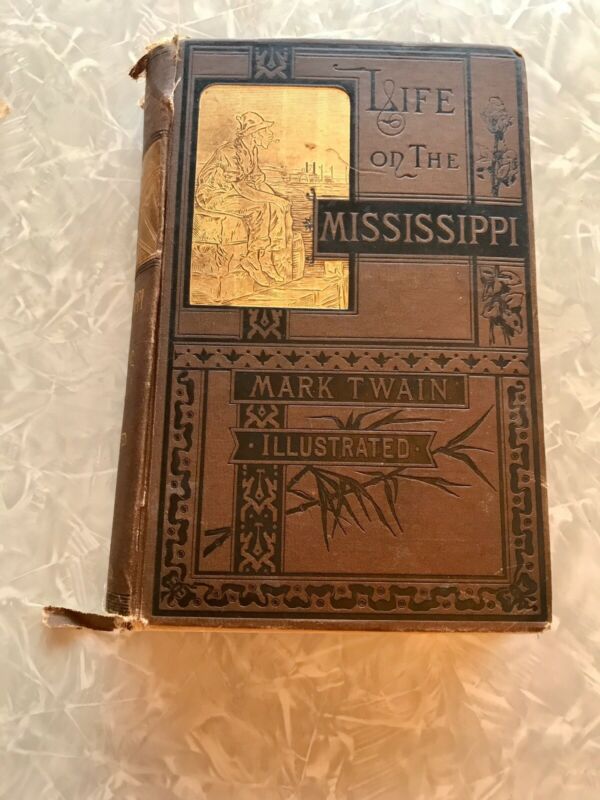 LIFE
ON THE
MISSISSIPPI
MARK TWAIN
· ILLUSTRATED ·